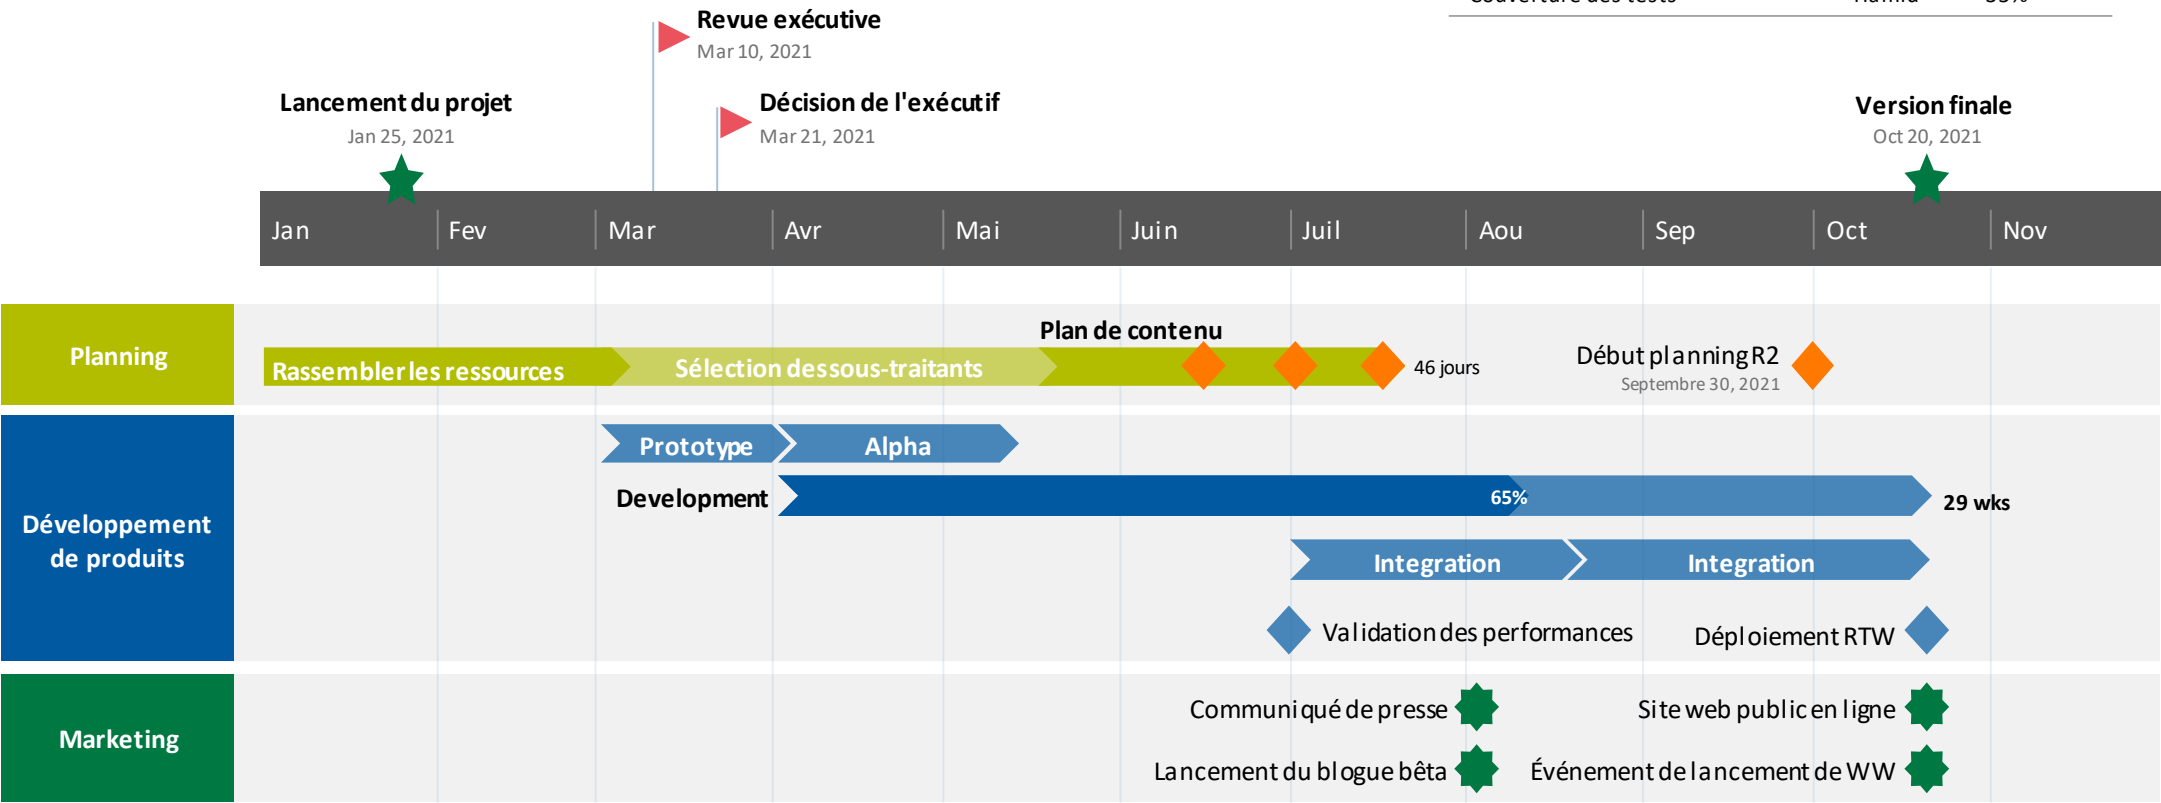 Revue exécutive
Mar 10, 2021
Lancement du projet
Jan 25, 2021
Décision de l'exécutif
Mar 21, 2021
Version finale
Oct 20, 2021
Jan Fev Mar Avr Mai Juin Juil Aou Sep Oct Nov
Planning
Plan de contenu
Rassembler les ressources
Sélection des sous-traitants
46 jours
Début planning R2
Septembre 30, 2021
Développement
de produits
Prototype
Alpha
Development
65%
29 wks
Integration
Integration
Validation des performances
Déploiement RTW
Marketing
Communiqué de presse
Site web public en ligne
Lancement du blogue bêta
Événement de lancement de WW